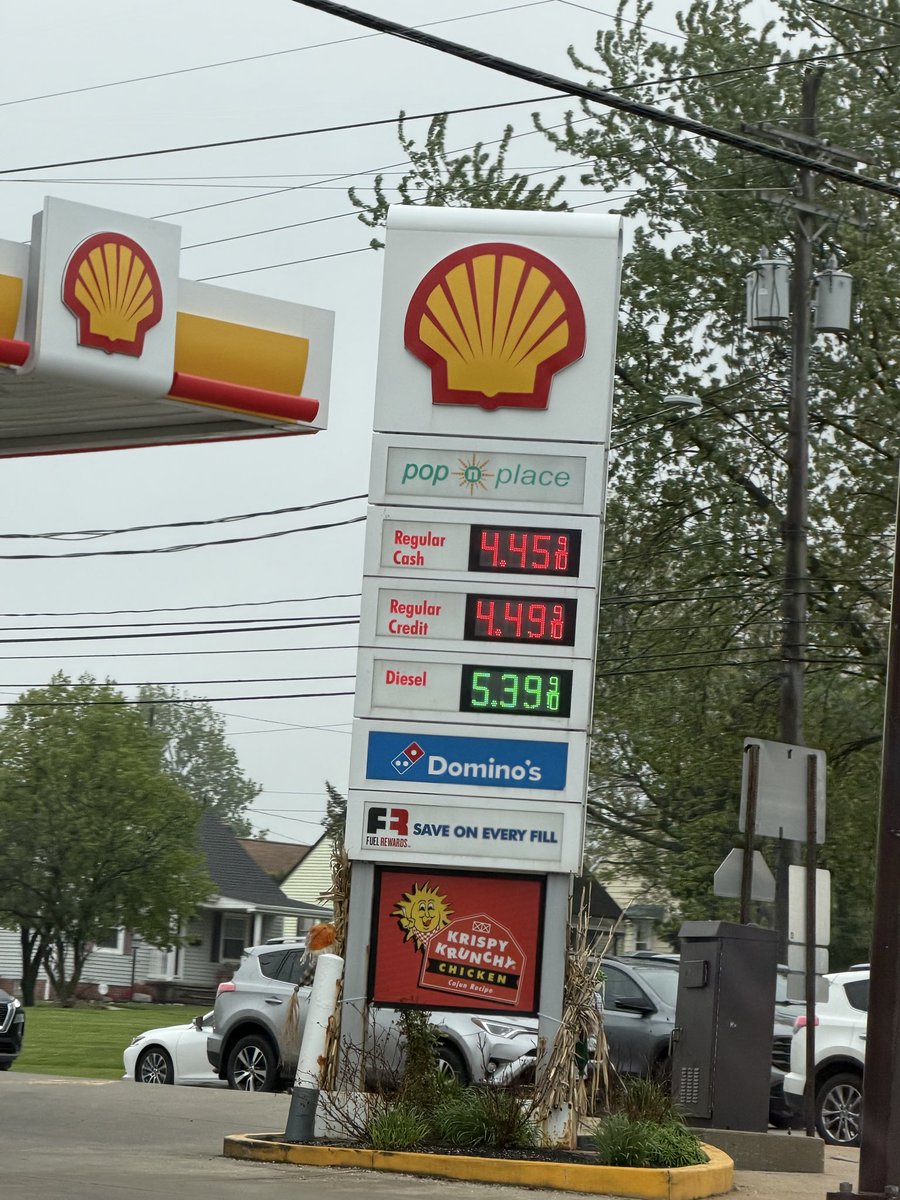 pop n place
Regular
Cash
4.45 9/10
Regular
Credit
4.49 9/10
Diesel
5.39 9/10
Domino's
FR
FUEL REWARDS
SAVE ON EVERY FILL
KRISPY
KRUNCHY
CHICKEN
Cajun Recipe